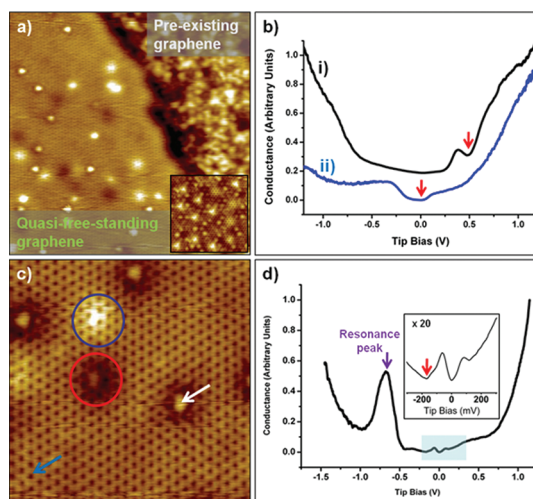 a)
Pre-existing
graphene
Quasi-free-standing
graphene
b)
Conductance (Arbitrary Units)
1.0
0.8
0.6
0.4
0.2
0.0
i)
ii)
-1.0 -0.5 0.0 0.5 1.0
Tip Bias (V)
c)
d)
Conductance (Arbitrary Units)
1.0
0.8
0.6
0.4
0.2
0.0
Resonance
peak
x 20
-200 0 200
Tip Bias (mV)
-1.5 -1.0 -0.5 0.0 0.5 1.0
Tip Bias (V)